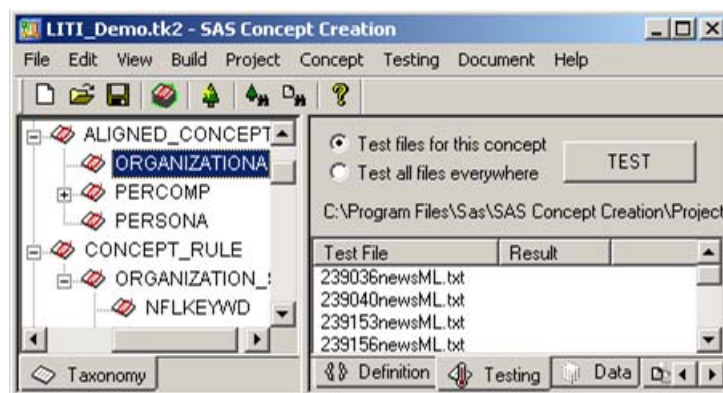 LITI_Demo.tk2 - SAS Concept Creation
File Edit View Build Project Concept Testing Document Help
ALIGNED_CONCEPT
ORGANIZATIONA
PERCOMP
PERSONA
CONCEPT_RULE
ORGANIZATION_
NFLKEYWD
Taxonomy
Test files for this concept
Test all files everywhere
TEST
C:\Program Files\Sas\SAS Concept Creation\Project
Test File Result
239036newsML.txt
239040newsML.txt
239153newsML.txt
239156newsML.txt
Definition Testing Data